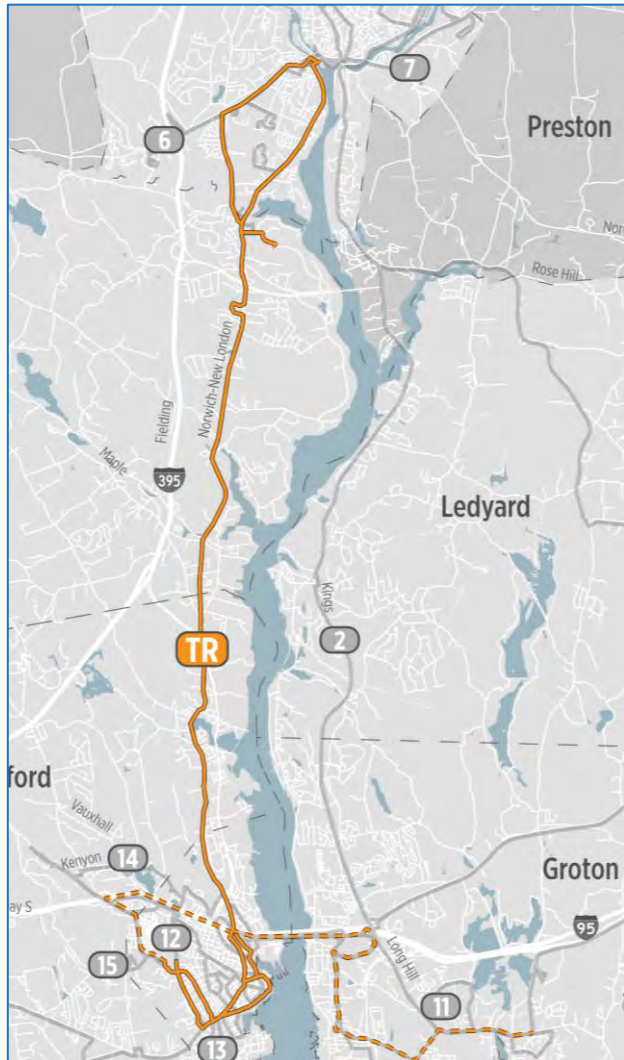 7
6
Preston
Rose Hill
Norwich-New London
Fielding
Maple
395
Ledyard
Kings
TR
2
ford
Vauxhall
Kenyon
14
Groton
ay S
95
12
15
Long Hill
11
13